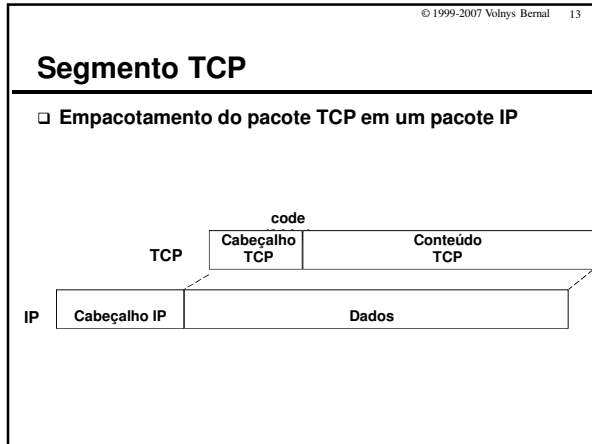 © 1999-2007 Volnys Bernal 13
Segmento TCP
❑ Empacotamento do pacote TCP em um pacote IP
code
TCP
Cabeçalho
TCP
Conteúdo
TCP
IP
Cabeçalho IP
Dados